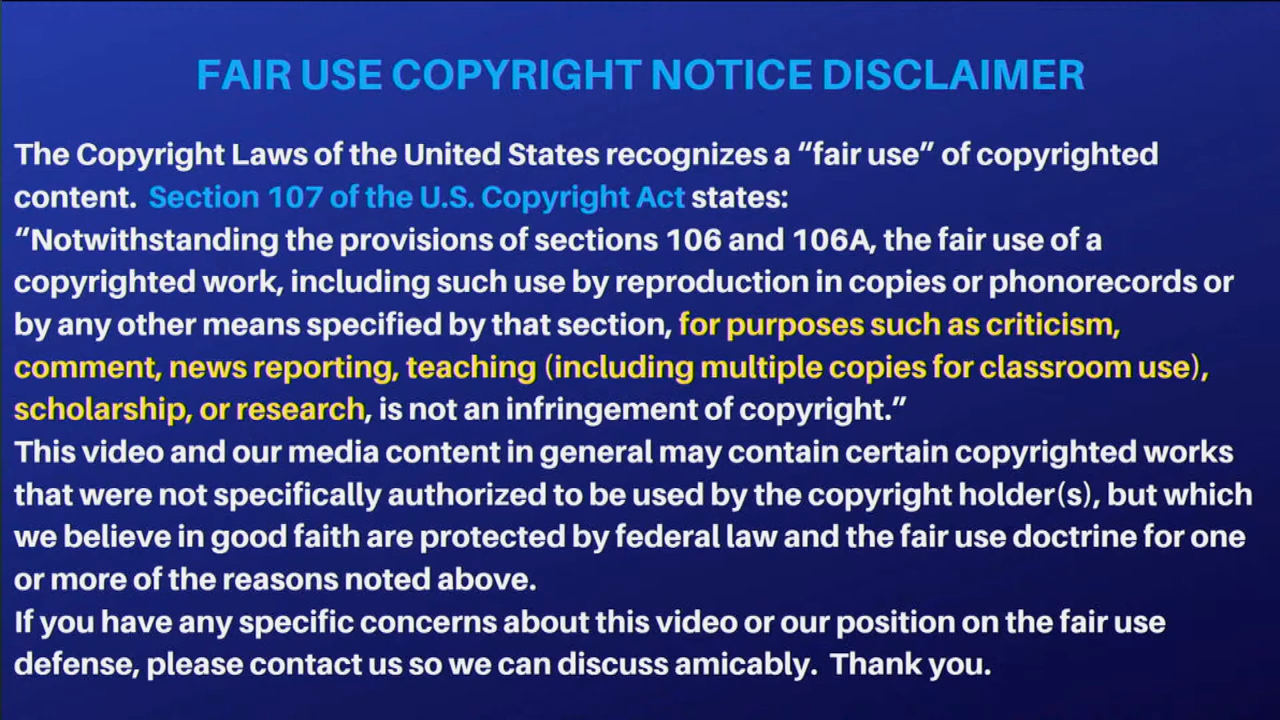 FAIR USE COPYRIGHT NOTICE DISCLAIMER
The Copyright Laws of the United States recognizes a “fair use” of copyrighted
content.  Section 107 of the U.S. Copyright Act states:
“Notwithstanding the provisions of sections 106 and 106A, the fair use of a
copyrighted work, including such use by reproduction in copies or phonorecords or
by any other means specified by that section, for purposes such as criticism,
comment, news reporting, teaching (including multiple copies for classroom use),
scholarship, or research, is not an infringement of copyright.”
This video and our media content in general may contain certain copyrighted works
that were not specifically authorized to be used by the copyright holder(s), but which
we believe in good faith are protected by federal law and the fair use doctrine for one
or more of the reasons noted above.
If you have any specific concerns about this video or our position on the fair use
defense, please contact us so we can discuss amicably.  Thank you.